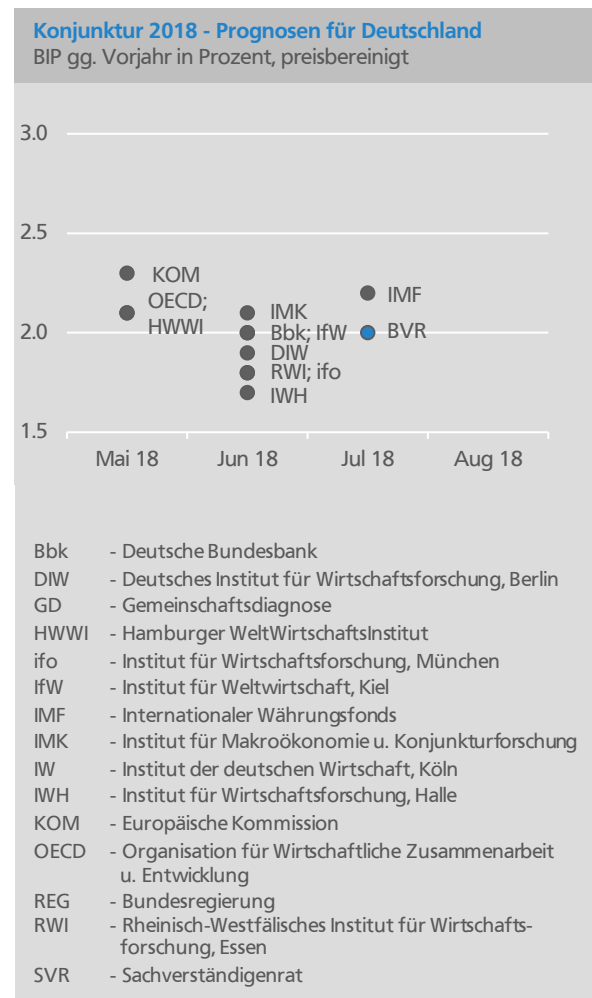 Konjunktur 2018 - Prognosen für Deutschland
BIP gg. Vorjahr in Prozent, preisbereinigt
3.0
2.5
2.0
1.5
KOM
OECD;
HWWI
IMK
Bbk; IfW
DIW
RWI; ifo
IWH
IMF
BVR
Mai 18
Jun 18
Jul 18
Aug 18
Bbk - Deutsche Bundesbank
DIW - Deutsches Institut für Wirtschaftsforschung, Berlin
GD - Gemeinschaftsdiagnose
HWWI - Hamburger WeltWirtschaftsInstitut
ifo - Institut für Wirtschaftsforschung, München
IfW - Institut für Weltwirtschaft, Kiel
IMF - Internationaler Währungsfonds
IMK - Institut für Makroökonomie u. Konjunkturforschung
IW - Institut der deutschen Wirtschaft, Köln
IWH - Institut für Wirtschaftsforschung, Halle
KOM - Europäische Kommission
OECD - Organisation für Wirtschaftliche Zusammenarbeit
u. Entwicklung
REG - Bundesregierung
RWI - Rheinisch-Westfälisches Institut für Wirtschafts-
forschung, Essen
SVR - Sachverständigenrat